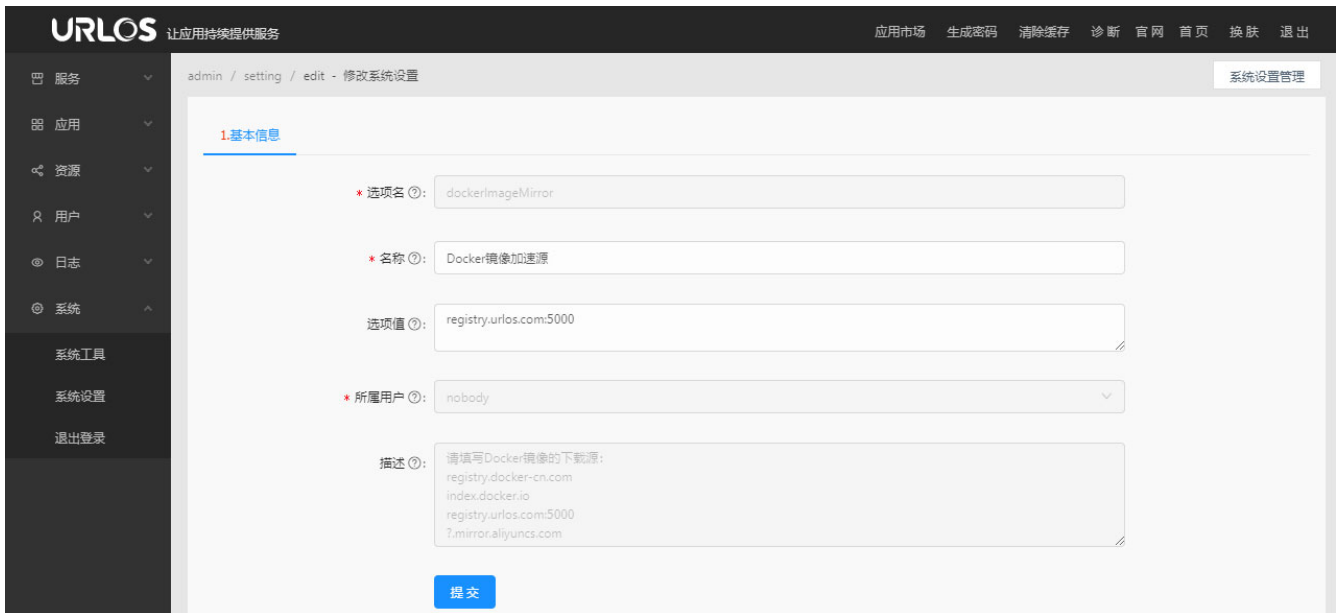 URLOS 让应用持续提供服务
应用市场 生成密码 清除缓存 诊断 官网 首页 换肤 退出
服务
应用
资源
用户
日志
系统
系统工具
系统设置
退出登录
admin / setting / edit - 修改系统设置
系统设置管理
1.基本信息
* 选项名 ?: dockerImageMirror
* 名称 ?: Docker镜像加速源
选项值 ?: registry.urlos.com:5000
* 所属用户 ?: nobody
描述 ?: 请填写Docker镜像的下载源:
registry.docker-cn.com
index.docker.io
registry.urlos.com:5000
?.mirror.aliyuncs.com
提交